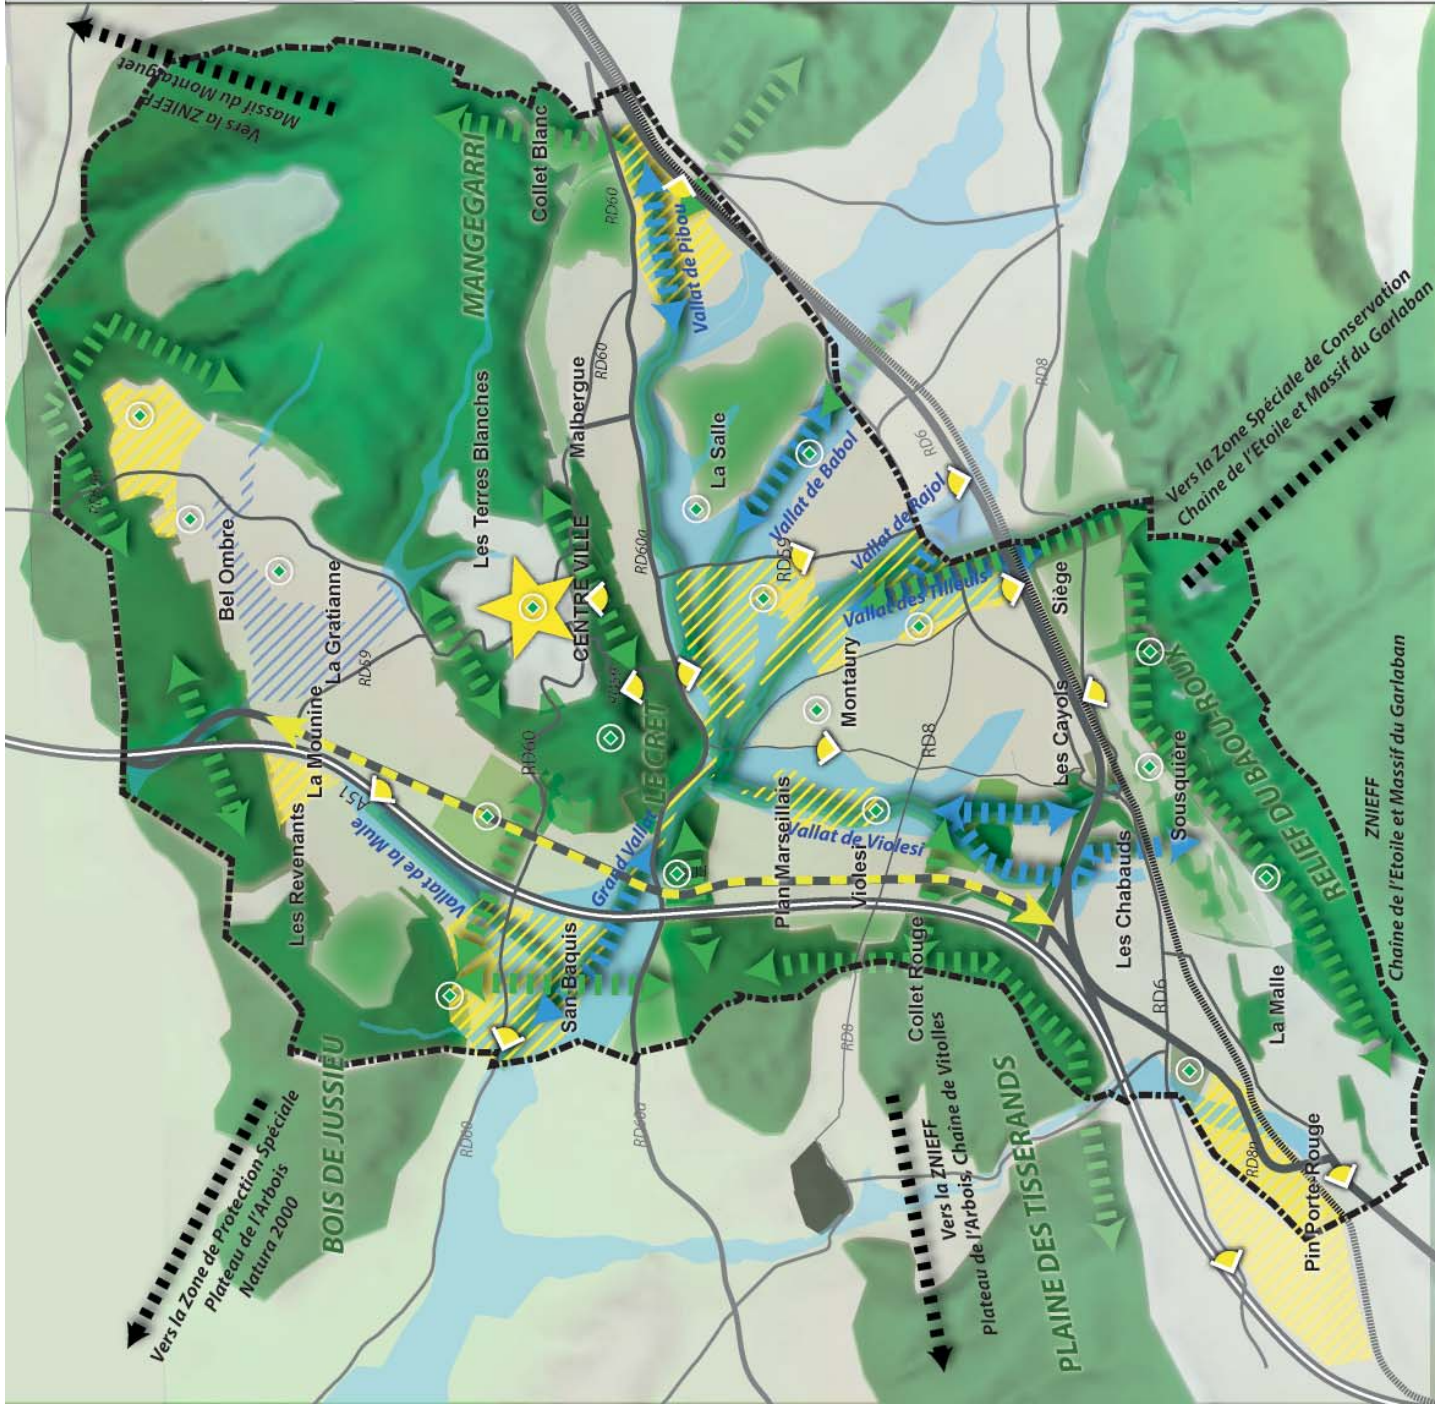 Vers la Zone de Protection Spéciale
Plateau de l'Arbois
Natura 2000
BOIS DE JUSSIEU
Les Revenants
La Mounine
A51
Vallat de la Mule
Bel Ombre
La Gratianne
RD59
Vers la ZNIEFF
Massif du Montaiguet
MANGEGARRI
Les Terres Blanches
CENTRE VILLE
Malbergue
Collet Blanc
RD60
RD60
RD60
RD60
San Baquis
Grand Vallat
LE CRET
RD60a
RD60a
Vallat de Pibou
La Salle
Vallat de Babol
RD59
Vallat de Rajol
Vallat des Tilleuls
Montaury
Plan Marseillais
Vallat de Violesi
Violesi
RD8
RD8
RD8
RD6
Collet Rouge
Vers la ZNIEFF
Plateau de l'Arbois, Chaîne de Vitolles
PLAINE DES TISSERANDS
Les Cayols
Siège
Les Chabauds
Sousquière
RD6
RELIEF DU BAOU-ROUX
La Malle
RD8n
Pin Porte-Rouge
Vers la Zone Spéciale de Conservation
Chaîne de l'Etoile et Massif du Garlaban
ZNIEFF
Chaîne de l'Etoile et Massif du Garlaban